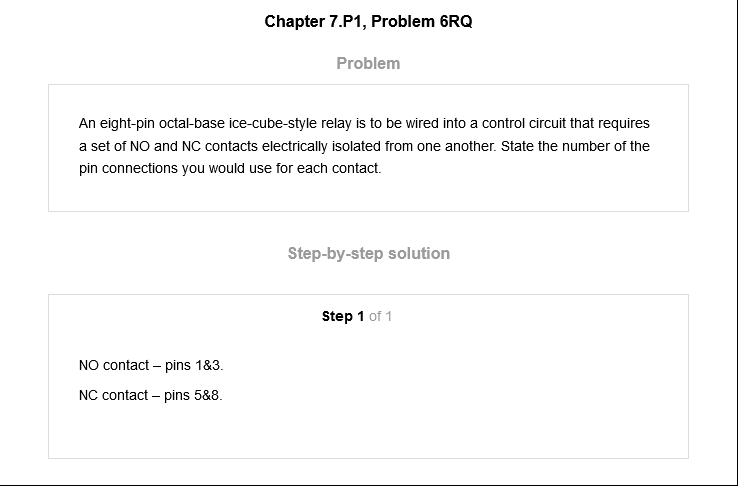 Chapter 7.P1, Problem 6RQ
Problem
An eight-pin octal-base ice-cube-style relay is to be wired into a control circuit that requires
a set of NO and NC contacts electrically isolated from one another. State the number of the
pin connections you would use for each contact.
Step-by-step solution
Step 1 of 1
NO contact – pins 1&3.
NC contact – pins 5&8.